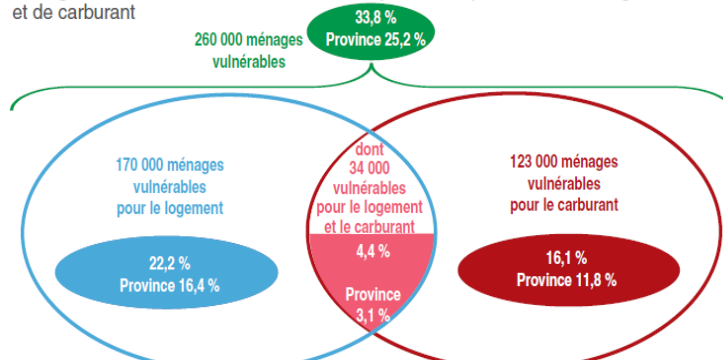 et de carburant
33,8 %
Province 25,2 %
260 000 ménages
vulnérables
170 000 ménages
vulnérables
pour le logement
22,2 %
Province 16,4 %
dont
34 000
vulnérables
pour le logement
et le carburant
4,4 %
Province
3,1 %
123 000 ménages
vulnérables
pour le carburant
16,1 %
Province 11,8 %